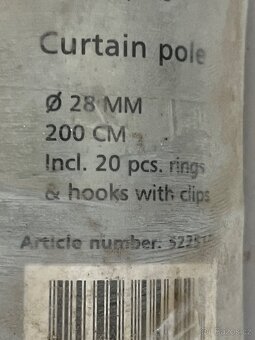 Curtain pole
Ø 28 MM
200 CM
Incl. 20 pcs. rings
& hooks with clips
Article number: